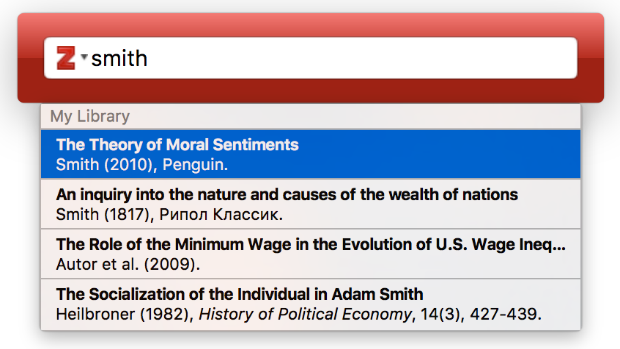 Z smith
My Library
The Theory of Moral Sentiments
Smith (2010), Penguin.
An inquiry into the nature and causes of the wealth of nations
Smith (1817), Рипол Классик.
The Role of the Minimum Wage in the Evolution of U.S. Wage Ineq...
Autor et al. (2009).
The Socialization of the Individual in Adam Smith
Heilbroner (1982), History of Political Economy, 14(3), 427-439.